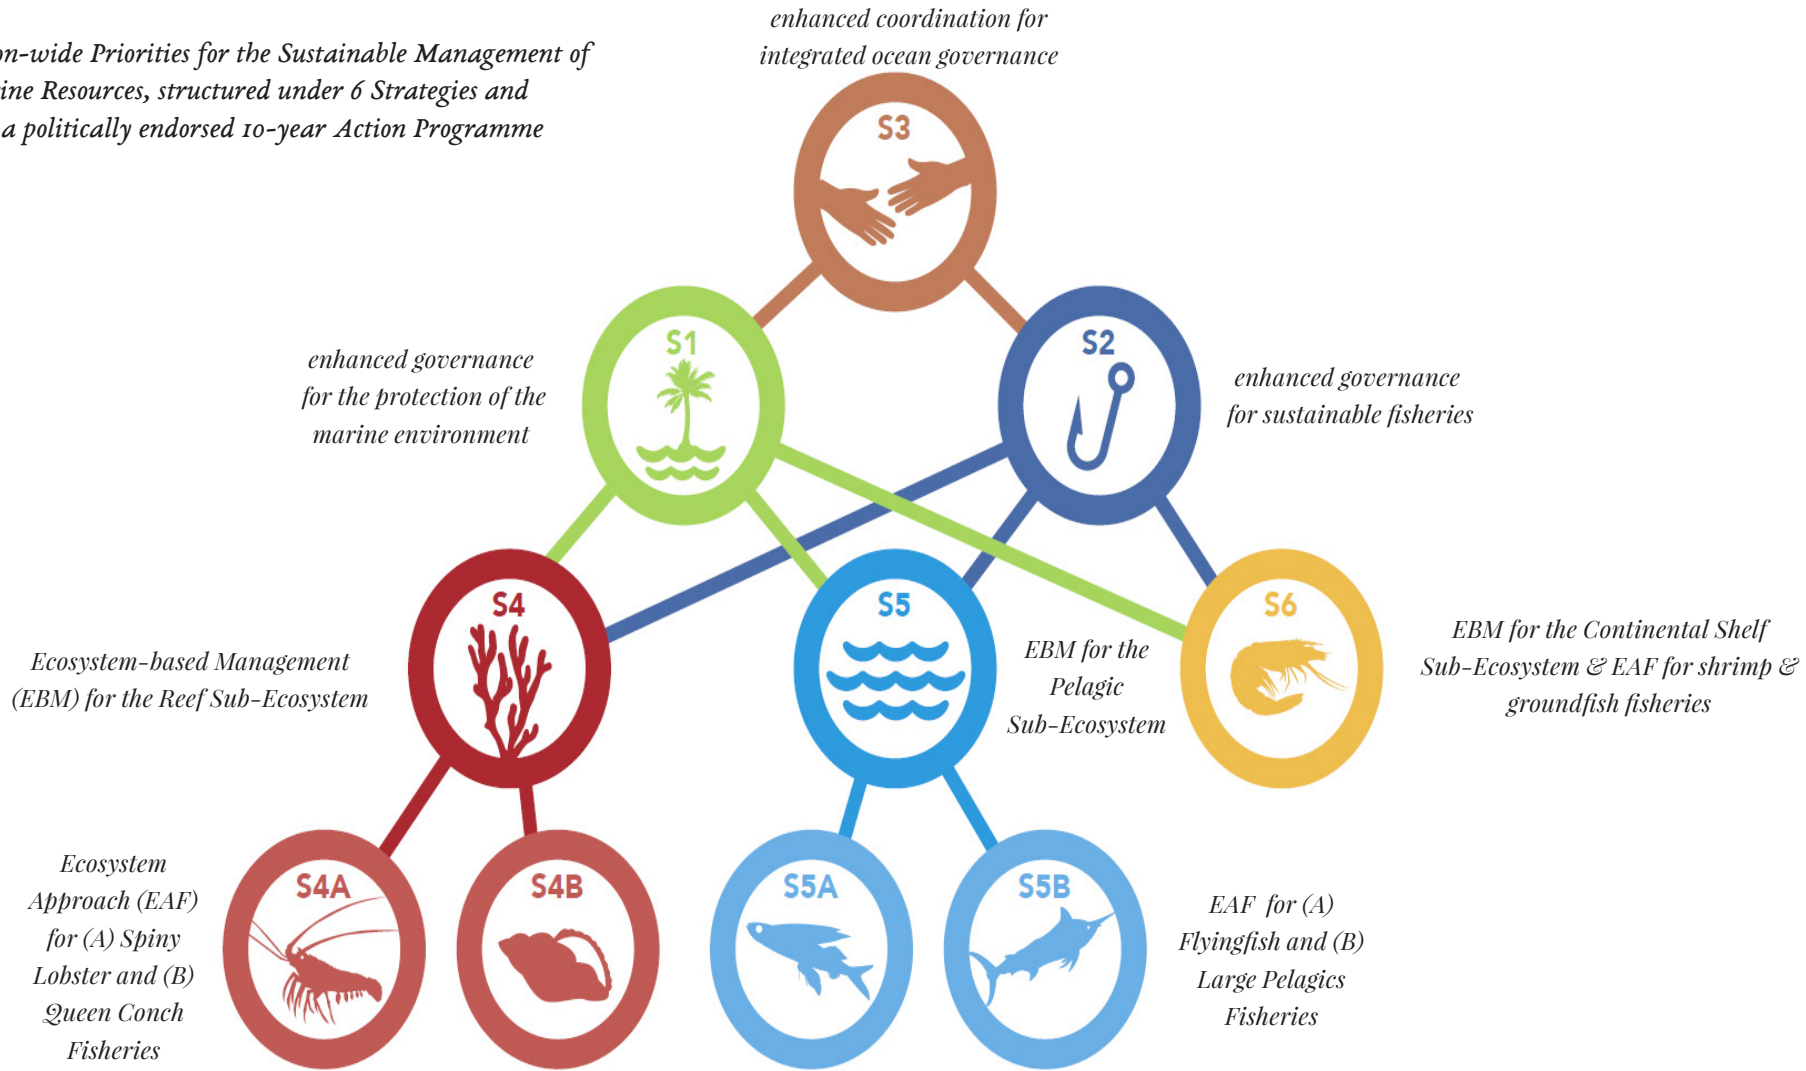 enhanced coordination for
integrated ocean governance
on-wide Priorities for the Sustainable Management of
ine Resources, structured under 6 Strategies and
a politically endorsed 10-year Action Programme
S3
S1
S2
enhanced governance
for the protection of the
marine environment
enhanced governance
for sustainable fisheries
S4
S5
S6
Ecosystem-based Management
(EBM) for the Reef Sub-Ecosystem
EBM for the
Pelagic
Sub-Ecosystem
EBM for the Continental Shelf
Sub-Ecosystem & EAF for shrimp &
groundfish fisheries
Ecosystem
Approach (EAF)
for (A) Spiny
Lobster and (B)
Queen Conch
Fisheries
S4A
S4B
S5A
S5B
EAF for (A)
Flyingfish and (B)
Large Pelagics
Fisheries